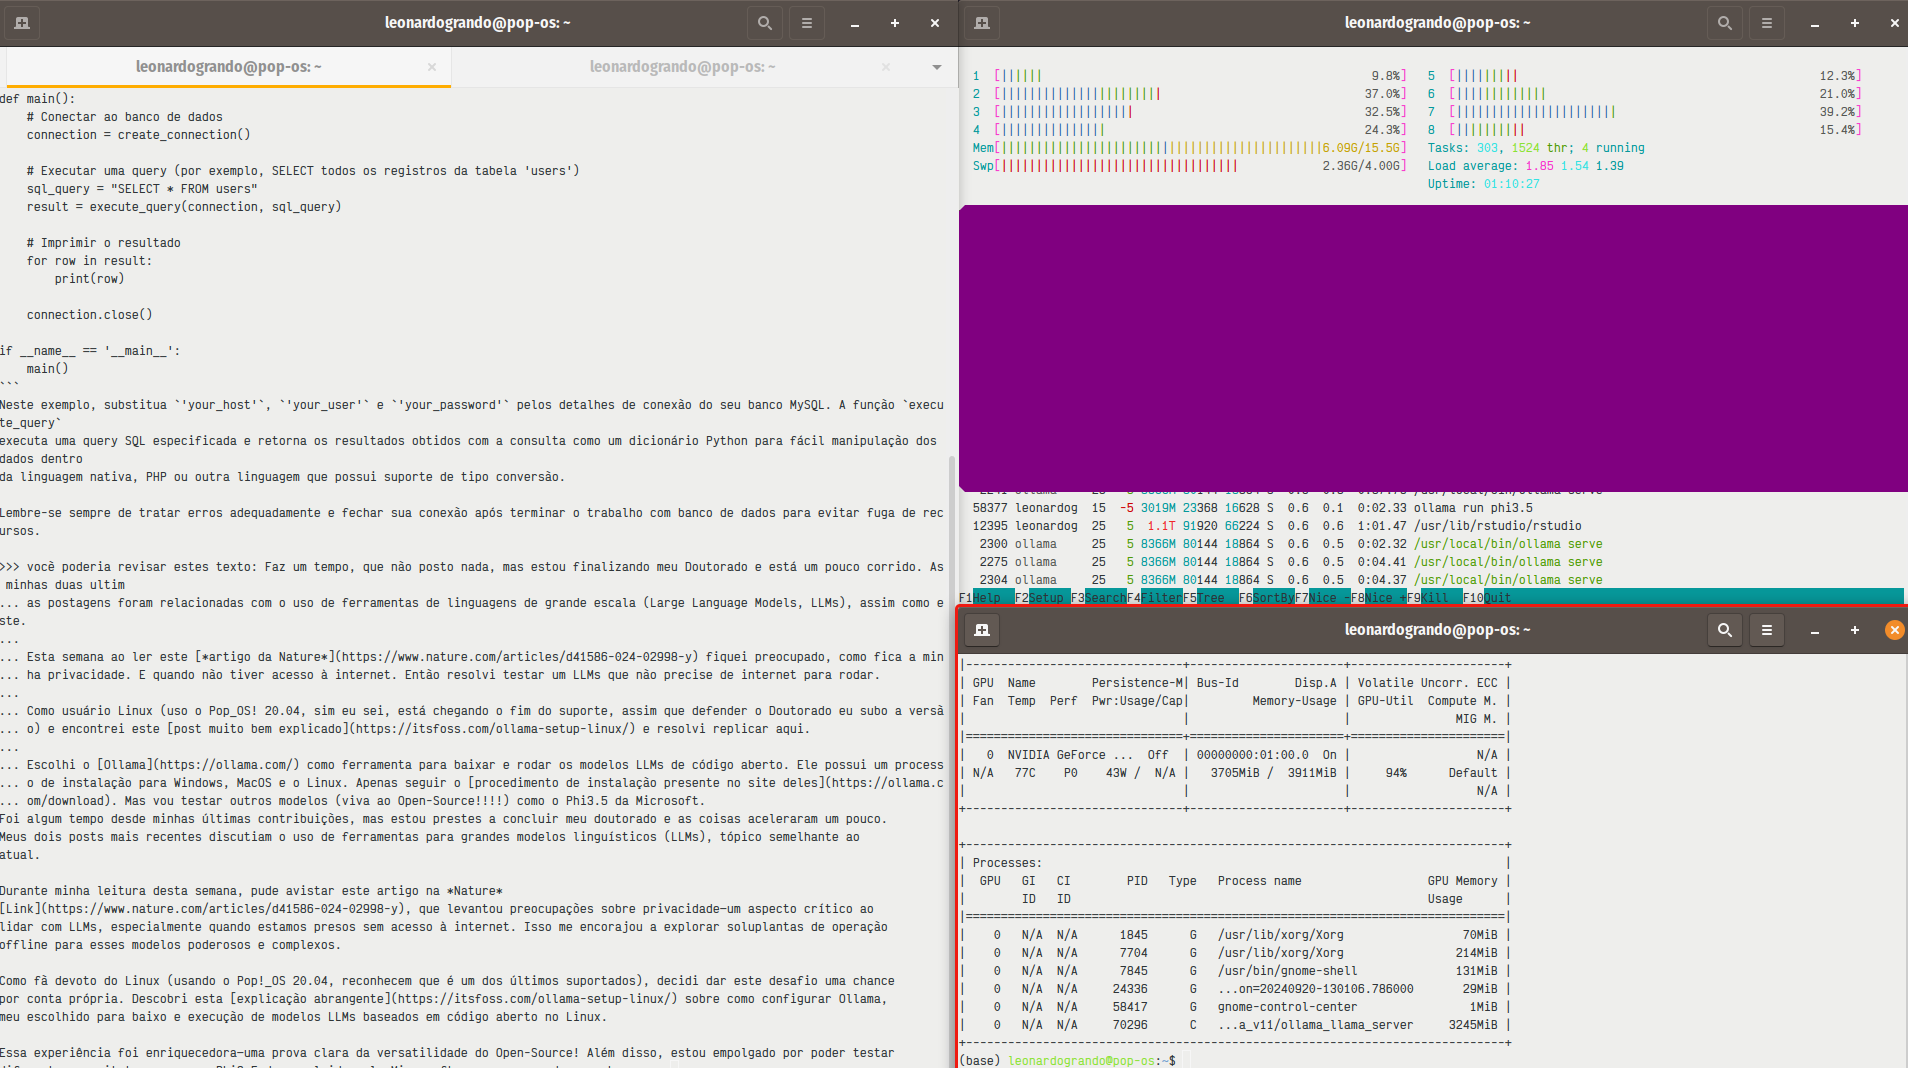 leonardogrando@pop-os: ~
leonardogrando@pop-os: ~
leonardogrando@pop-os: ~
def main():
    # Conectar ao banco de dados
    connection = create_connection()
    # Executar uma query (por exemplo, SELECT todos os registros da tabela 'users')
    sql_query = "SELECT * FROM users"
    result = execute_query(connection, sql_query)
    # Imprimir o resultado
    for row in result:
        print(row)
    connection.close()
if __name__ == '__main__':
    main()
```
Neste exemplo, substitua `'your_host'`, `'your_user'` e `'your_password'` pelos detalhes de conexão do seu banco MySQL. A função `execu
te_query`
executa uma query SQL especificada e retorna os resultados obtidos com a consulta como um dicionário Python para fácil manipulação dos
dados dentro
da linguagem nativa, PHP ou outra linguagem que possui suporte de tipo conversão.
Lembre-se sempre de tratar erros adequadamente e fechar sua conexão após terminar o trabalho com banco de dados para evitar fuga de rec
ursos.
>>> você poderia revisar estes texto: Faz um tempo, que não posto nada, mas estou finalizando meu Doutorado e está um pouco corrido. As
 minhas duas ultim
... as postagens foram relacionadas com o uso de ferramentas de linguagens de grande escala (Large Language Models, LLMs), assim como e
ste.
...
... Esta semana ao ler este [*artigo da Nature*](https://www.nature.com/articles/d41586-024-02998-y) fiquei preocupado, como fica a min
... ha privacidade. E quando não tiver acesso à internet. Então resolvi testar um LLMs que não precise de internet para rodar.
...
... Como usuário Linux (uso o Pop_OS! 20.04, sim eu sei, está chegando o fim do suporte, assim que defender o Doutorado eu subo a versã
... o) e encontrei este [post muito bem explicado](https://itsfoss.com/ollama-setup-linux/) e resolvi replicar aqui.
...
... Escolhi o [Ollama](https://ollama.com/) como ferramenta para baixar e rodar os modelos LLMs de código aberto. Ele possui um process
... o de instalação para Windows, MacOS e o Linux. Apenas seguir o [procedimento de instalação presente no site deles](https://ollama.c
... om/download). Mas vou testar outros modelos (viva ao Open-Source!!!!) como o Phi3.5 da Microsoft.
Foi algum tempo desde minhas últimas contribuições, mas estou prestes a concluir meu doutorado e as coisas aceleraram um pouco.
Meus dois posts mais recentes discutiam o uso de ferramentas para grandes modelos linguísticos (LLMs), tópico semelhante ao
atual.
Durante minha leitura desta semana, pude avistar este artigo na *Nature*
[Link](https://www.nature.com/articles/d41586-024-02998-y), que levantou preocupações sobre privacidade—um aspecto crítico ao
lidar com LLMs, especialmente quando estamos presos sem acesso à internet. Isso me encorajou a explorar soluplantas de operação
offline para esses modelos poderosos e complexos.
Como fã devoto do Linux (usando o Pop!_OS 20.04, reconhecem que é um dos últimos suportados), decidi dar este desafio uma chance
por conta própria. Descobri esta [explicação abrangente](https://itsfoss.com/ollama-setup-linux/) sobre como configurar Ollama,
meu escolhido para baixo e execução de modelos LLMs baseados em código aberto no Linux.
Essa experiência foi enriquecedora—uma prova clara da versatilidade do Open-Source! Além disso, estou empolgado por poder testar
leonardogrando@pop-os: ~
1 [|||||| 9.8%] 5 [||||||||| 12.3%]
2 [||||||||||||||||||||||| 37.0%] 6 [||||||||||||| 21.0%]
3 [||||||||||||||||||| 32.5%] 7 [||||||||||||||||||||||| 39.2%]
4 [||||||||||||||| 24.3%] 8 [|||||||||| 15.4%]
Mem[||||||||||||||||||||||||||||||||||||||||||||||6.09G/15.5G] Tasks: 303, 1524 thr; 4 running
Swp[|||||||||||||||||||||||||||||||||| 2.36G/4.00G] Load average: 1.85 1.54 1.39
Uptime: 01:10:27
58377 leonardog 15 -5 3019M 23368 16628 S 0.6 0.1 0:02.33 ollama run phi3.5
12395 leonardog 25 5 1.1T 91920 66224 S 0.6 0.6 1:01.47 /usr/lib/rstudio/rstudio
2300 ollama 25 5 8366M 80144 18864 S 0.6 0.5 0:02.32 /usr/local/bin/ollama serve
2275 ollama 25 5 8366M 80144 18864 S 0.6 0.5 0:04.41 /usr/local/bin/ollama serve
2304 ollama 25 5 8366M 80144 18864 S 0.6 0.5 0:04.37 /usr/local/bin/ollama serve
F1Help F2Setup F3SearchF4FilterF5Tree F6SortByF7Nice -F8Nice +F9Kill F10Quit
leonardogrando@pop-os: ~
|-------------------------------+----------------------+----------------------+
| GPU  Name        Persistence-M| Bus-Id        Disp.A | Volatile Uncorr. ECC |
| Fan  Temp  Perf  Pwr:Usage/Cap|         Memory-Usage | GPU-Util  Compute M. |
|                               |                      |               MIG M. |
|===============================+======================+======================|
|   0  NVIDIA GeForce ...  Off  | 00000000:01:00.0  On |                  N/A |
| N/A   77C    P0    43W /  N/A |   3705MiB /  3911MiB |     94%      Default |
|                               |                      |                  N/A |
+-------------------------------+----------------------+----------------------+
+-----------------------------------------------------------------------------+
| Processes:                                                                  |
|  GPU   GI   CI        PID   Type   Process name                  GPU Memory |
|        ID   ID                                                   Usage      |
|=============================================================================|
|    0   N/A  N/A      1845      G   /usr/lib/xorg/Xorg                 70MiB |
|    0   N/A  N/A      7704      G   /usr/lib/xorg/Xorg                214MiB |
|    0   N/A  N/A      7845      G   /usr/bin/gnome-shell              131MiB |
|    0   N/A  N/A     24336      G   ...on=20240920-130106.786000       29MiB |
|    0   N/A  N/A     58417      G   gnome-control-center                1MiB |
|    0   N/A  N/A     70296      C   ...a_v11/ollama_llama_server     3245MiB |
+-----------------------------------------------------------------------------+
(base) leonardogrando@pop-os:~$